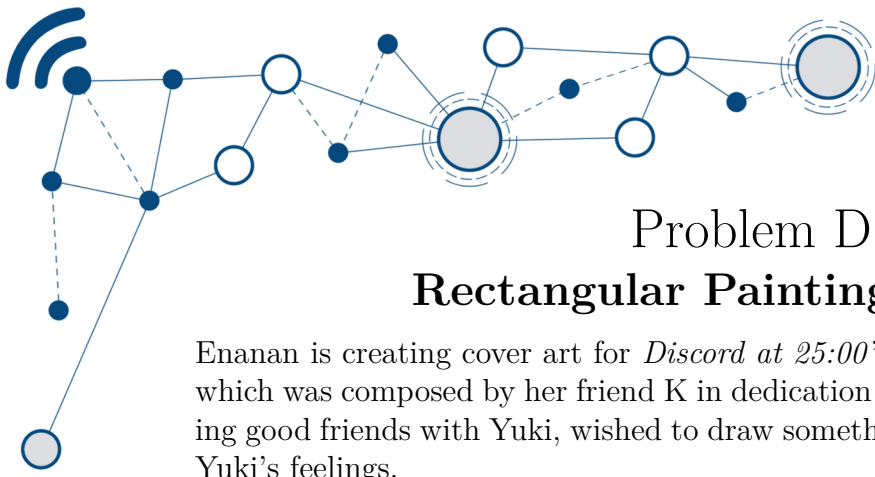 Problem D
Rectangular Painting
Enanan is creating cover art for Discord at 25:00'
which was composed by her friend K in dedication
ing good friends with Yuki, wished to draw someth
Yuki's feelings.